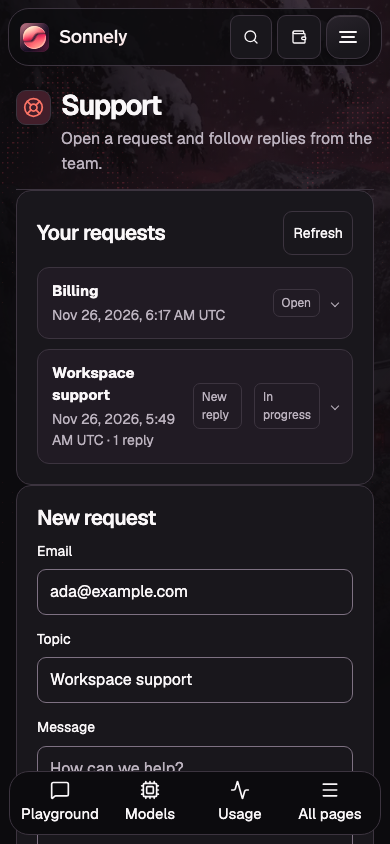 Sonnely
Support
Open a request and follow replies from the
team.
Your requests
Refresh
Billing
Nov 26, 2026, 6:17 AM UTC
Open
Workspace
support
Nov 26, 2026, 5:49
AM UTC · 1 reply
New
reply
In
progress
New request
Email
ada@example.com
Topic
Workspace support
Message
How can we help?
Playground
Models
Usage
All pages